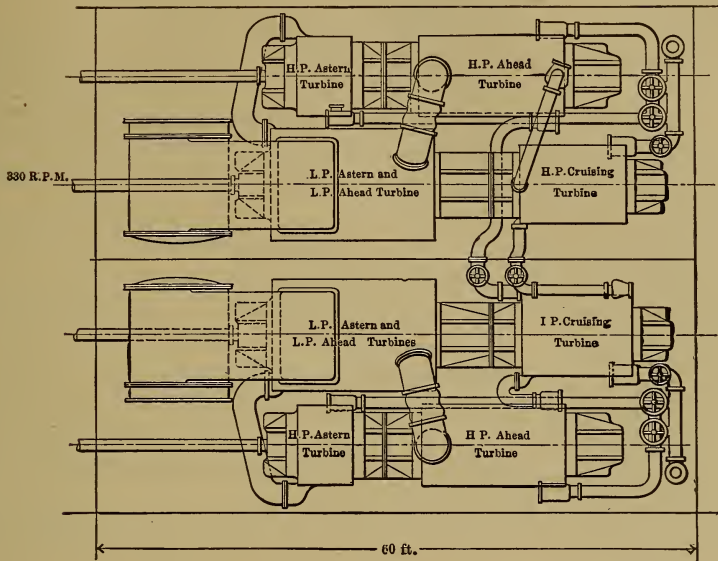 H.P. Astern
Turbine
H.P. Ahead
Turbine
330 R.P.M.
L.P. Astern and
L.P. Ahead Turbine
H.P. Cruising
Turbine
L.P. Astern and
L.P. Ahead Turbines
I P. Cruising
Turbine
H.P. Astern
Turbine
H P. Ahead
Turbine
60 ft.